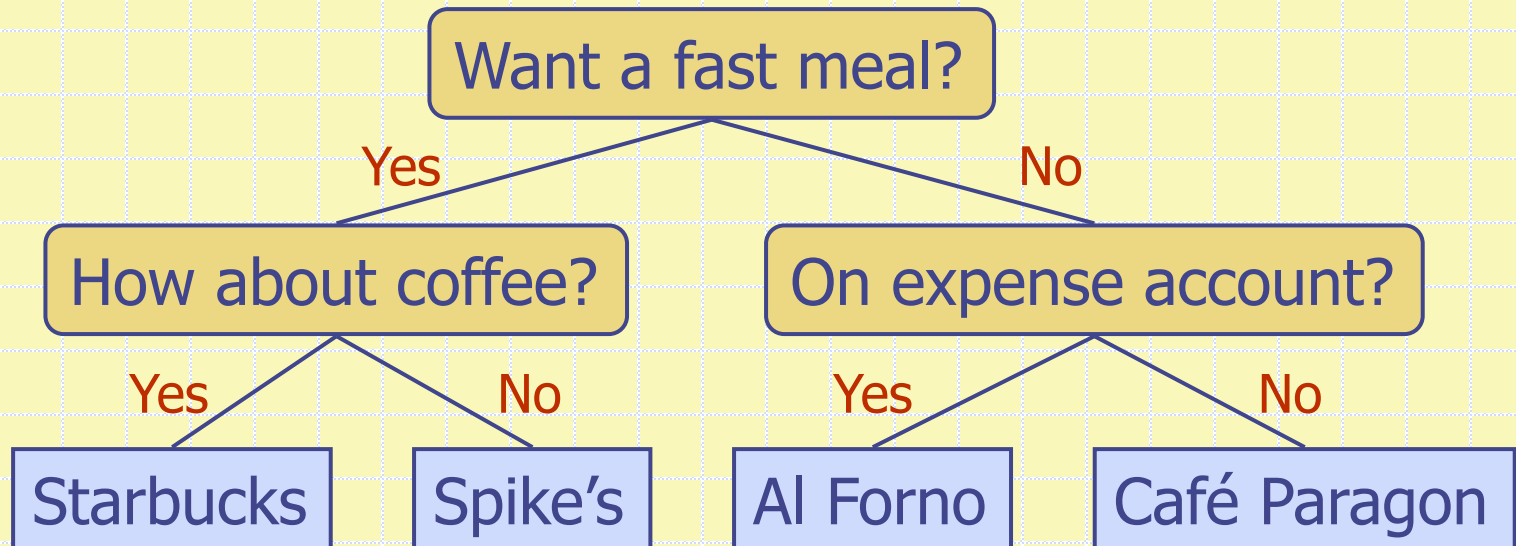 Want a fast meal?
Yes
No
How about coffee?
On expense account?
Yes
No
Yes
No
Starbucks
Spike’s
Al Forno
Café Paragon